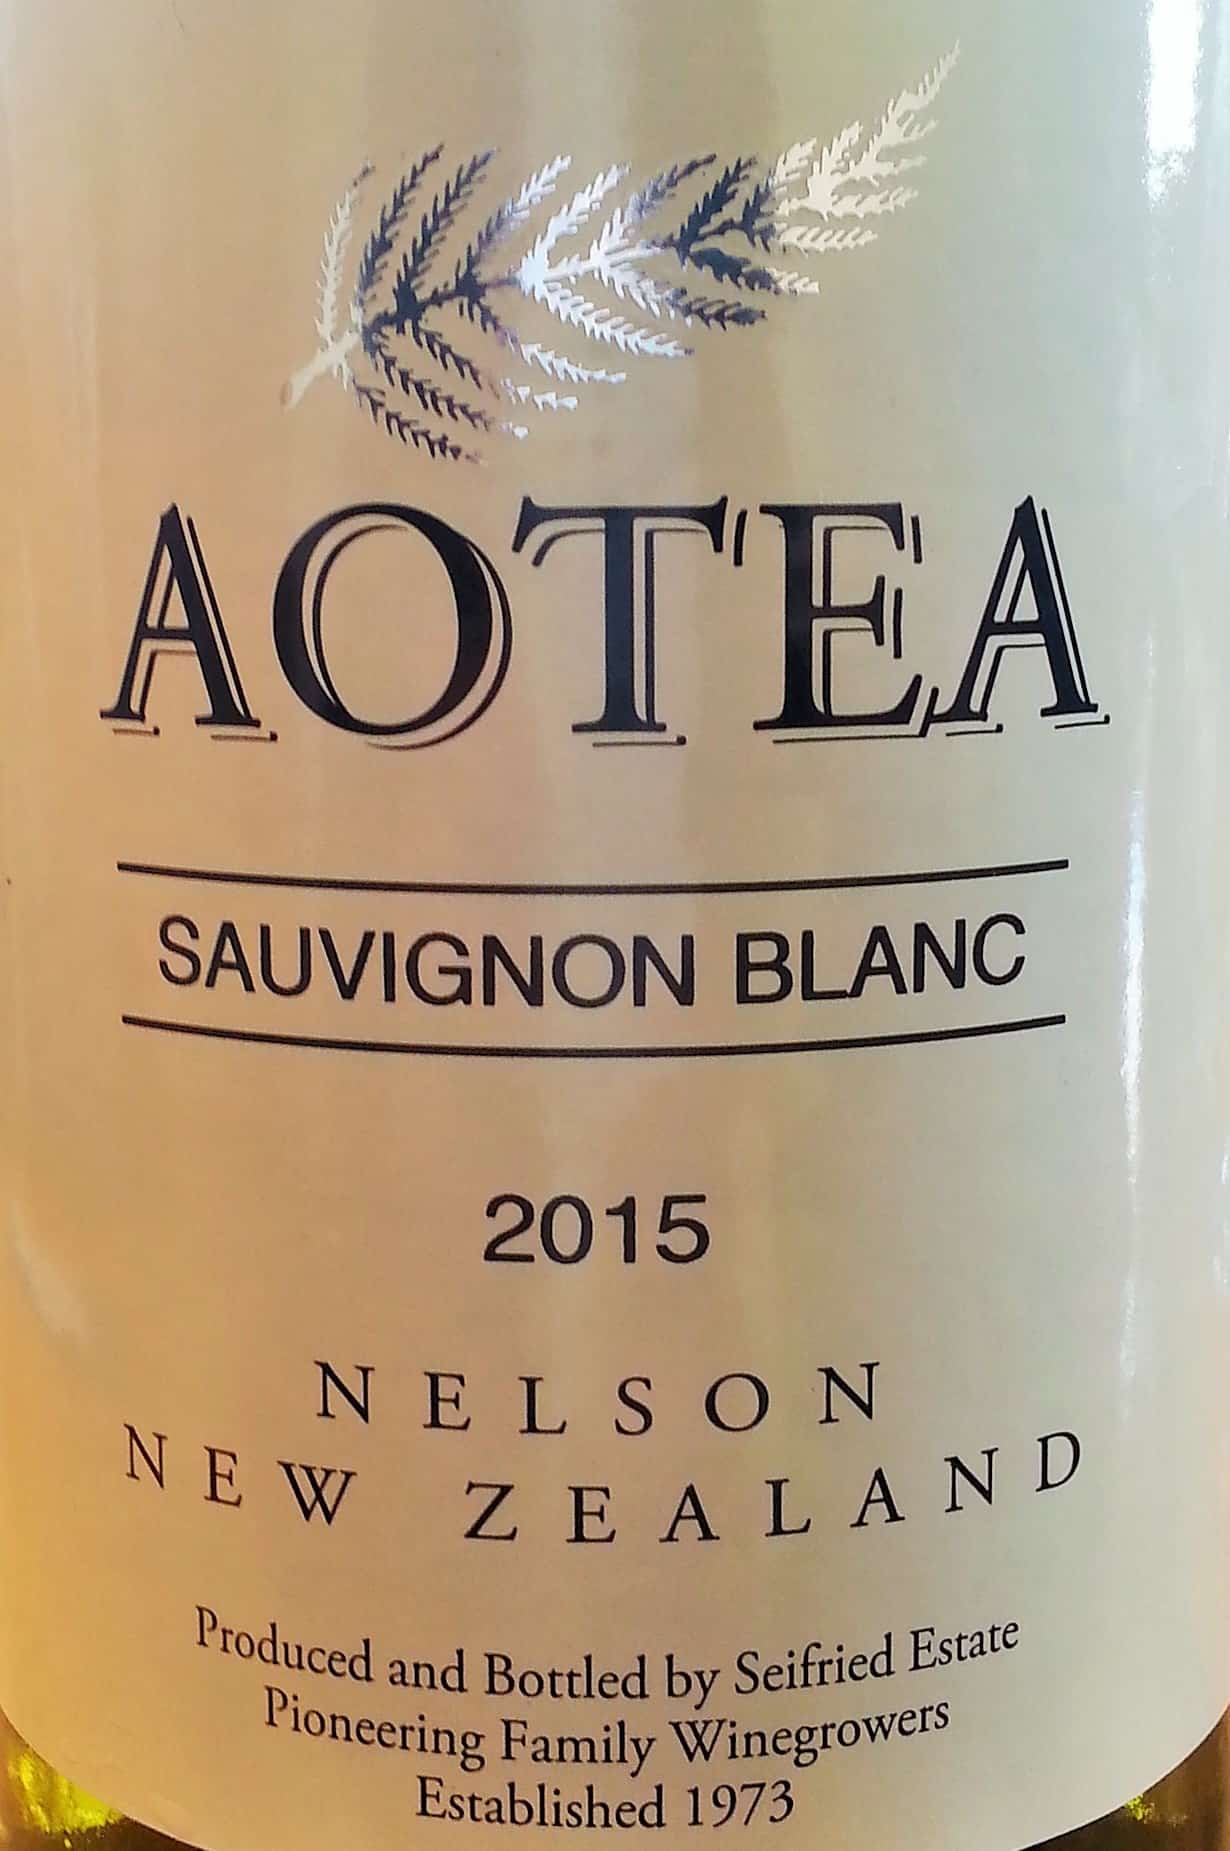 AOTEA
SAUVIGNON BLANC
2015
NELSON
NEW ZEALAND
Produced and Bottled by Seifried Estate
Pioneering Family Winegrowers
Established 1973